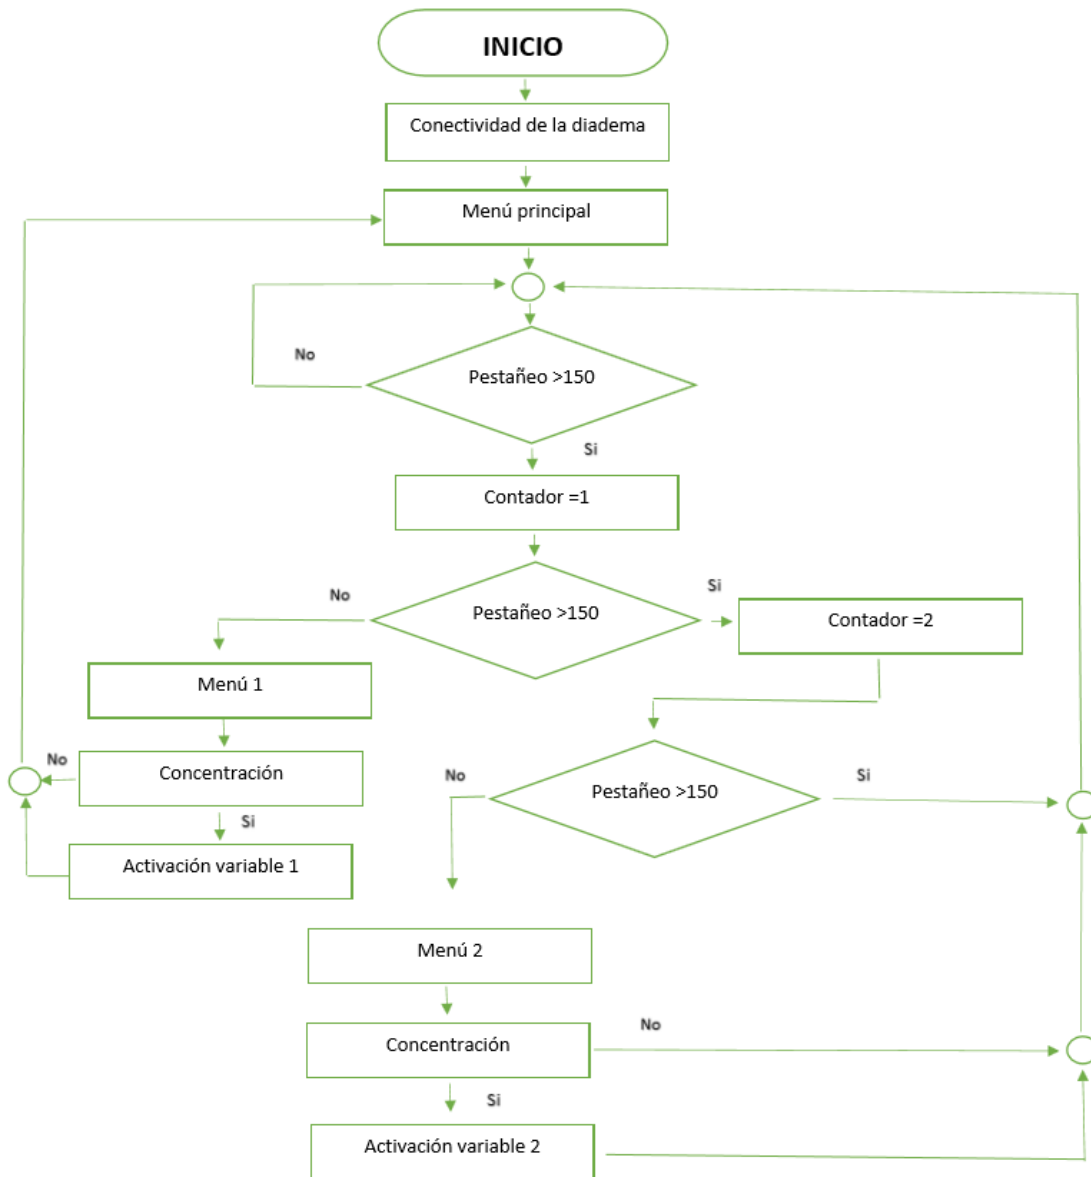 INICIO
Conectividad de la diadema
Menú principal
No
Pestañeo >150
Si
Contador =1
No
Pestañeo >150
Si
Contador =2
Menú 1
No
Concentración
Si
Activación variable 1
No
Pestañeo >150
Si
Menú 2
Concentración
No
Si
Activación variable 2